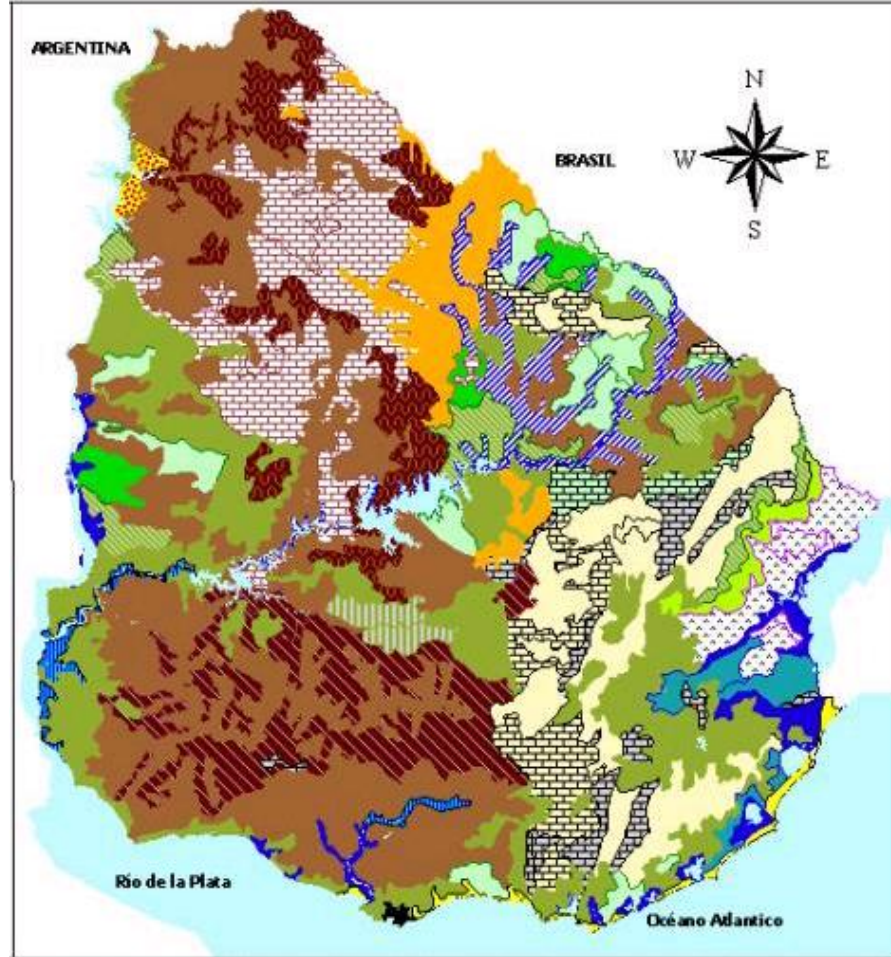 ARGENTINA
N
BRASIL
W
E
S
Río de la Plata
Océano Atlantico